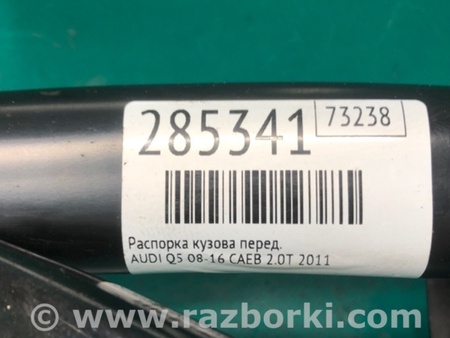 285341
73238
Распорка кузова перед.
AUDI Q5 08-16 CAEB 2.0T 2011
www.razborki.com